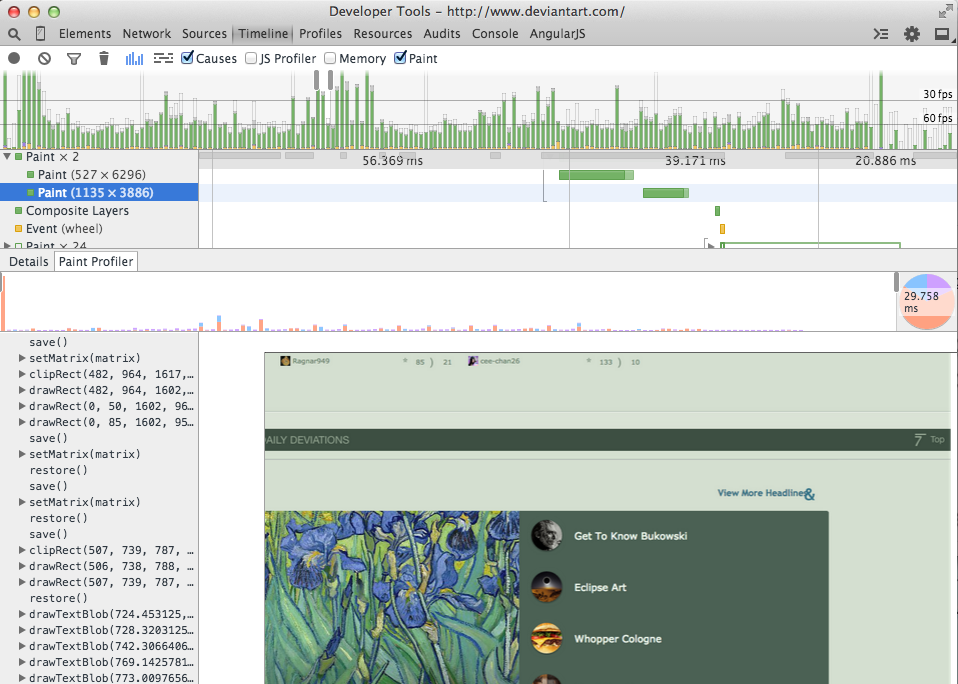 Developer Tools - http://www.deviantart.com/
Elements Network Sources Timeline Profiles Resources Audits Console AngularJS
Causes JS Profiler Memory Paint
30 fps
60 fps
Paint × 2 56.369 ms 39.171 ms 20.886 ms
Paint (527 × 6296)
Paint (1135 × 3886)
Composite Layers
Event (wheel)
Paint × 24
Details Paint Profiler
29.758
ms
save()
setMatrix(matrix)
clipRect(482, 964, 1617,…
drawRect(482, 964, 1602,…
drawRect(0, 50, 1602, 96…
drawRect(0, 85, 1602, 95…
save()
setMatrix(matrix)
restore()
save()
setMatrix(matrix)
restore()
save()
clipRect(507, 739, 787, …
drawRect(506, 738, 788, …
drawRect(507, 739, 787, …
restore()
drawTextBlob(724.453125,…
drawTextBlob(728.3203125…
drawTextBlob(742.3066406…
drawTextBlob(769.1425781…
drawTextBlob(773.0097656…
Ragnar949 * 85 ) 21 cee-chan26 * 133 ) 10
AILY DEVIATIONS 7 Top
View More Headlines&
Get To Know Bukowski
Eclipse Art
Whopper Cologne